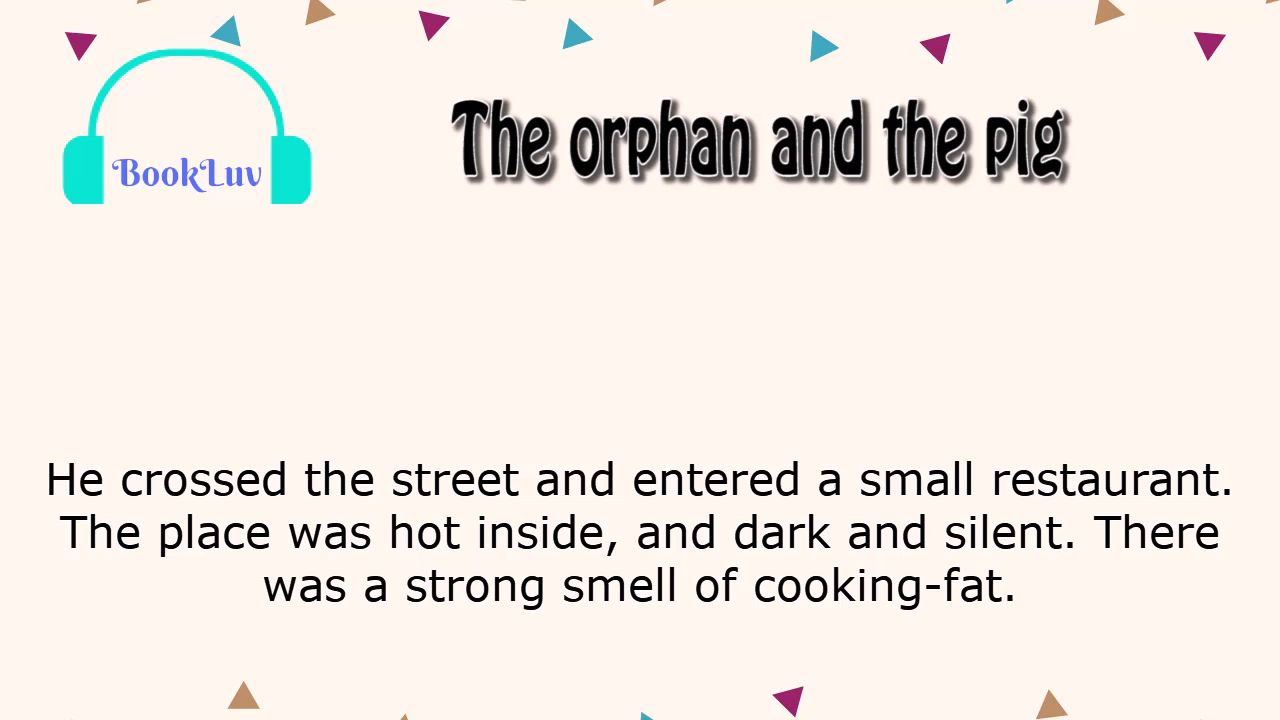 BookLuv
The orphan and the pig
He crossed the street and entered a small restaurant.
The place was hot inside, and dark and silent. There
was a strong smell of cooking-fat.